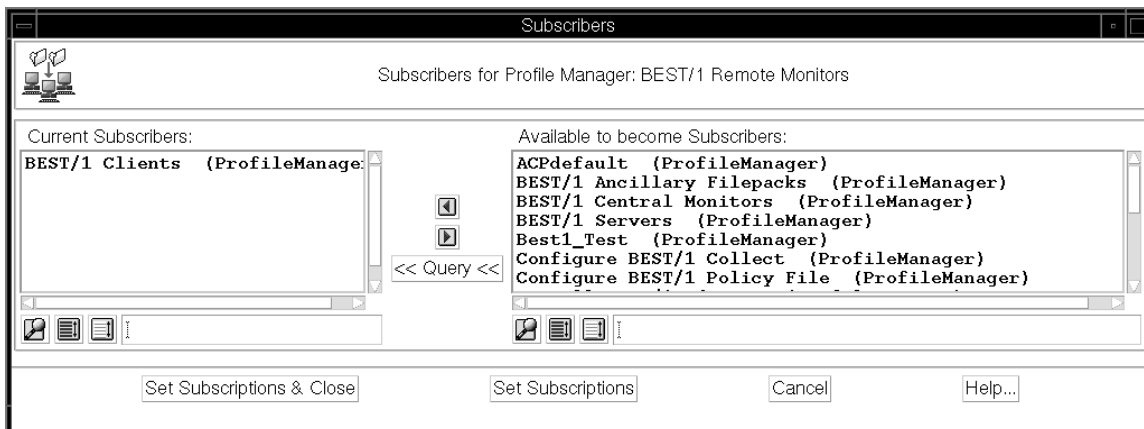 Subscribers
Subscribers for Profile Manager: BEST/1 Remote Monitors
Current Subscribers:
BEST/1 Clients (ProfileManage
<< Query <<
Available to become Subscribers:
ACPdefault (ProfileManager)
BEST/1 Ancillary Filepacks (ProfileManager)
BEST/1 Central Monitors (ProfileManager)
BEST/1 Servers (ProfileManager)
Best1_Test (ProfileManager)
Configure BEST/1 Collect (ProfileManager)
Configure BEST/1 Policy File (ProfileManager)
Set Subscriptions & Close
Set Subscriptions
Cancel
Help...